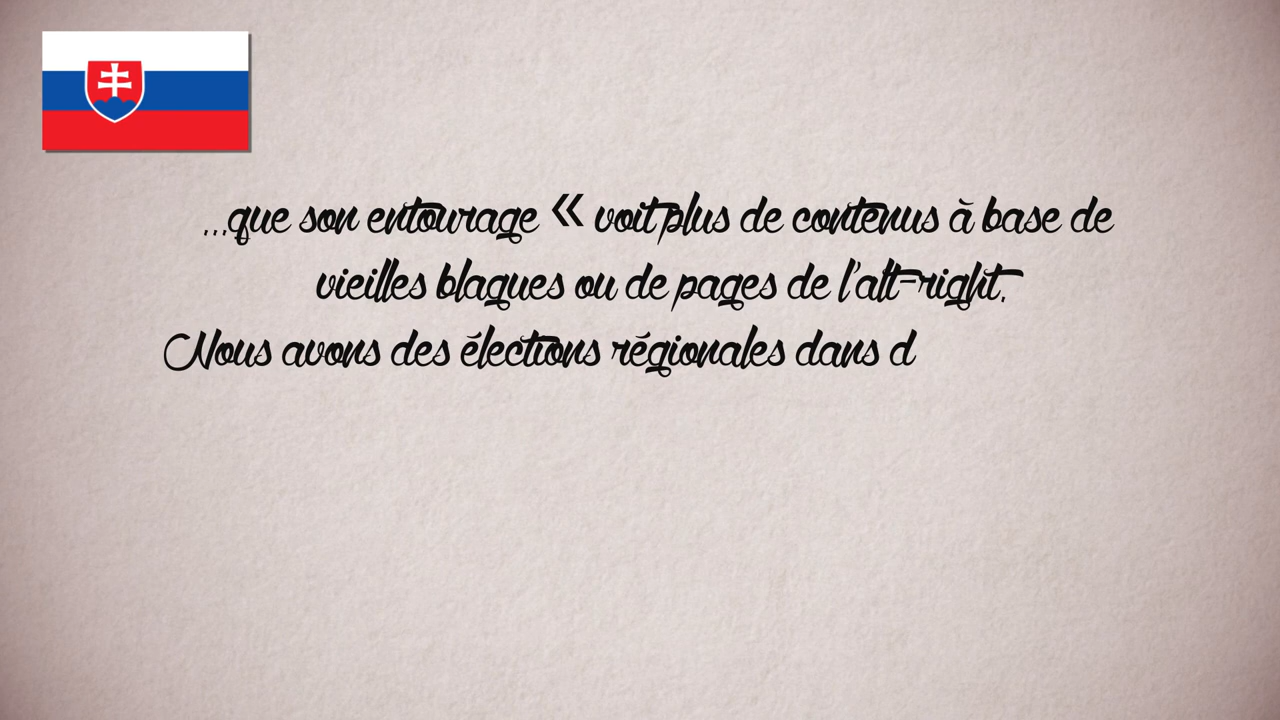 ...que son entourage « voit plus de contenus à base de
vieilles blagues ou de pages de l'alt-right.
Nous avons des élections régionales dans d